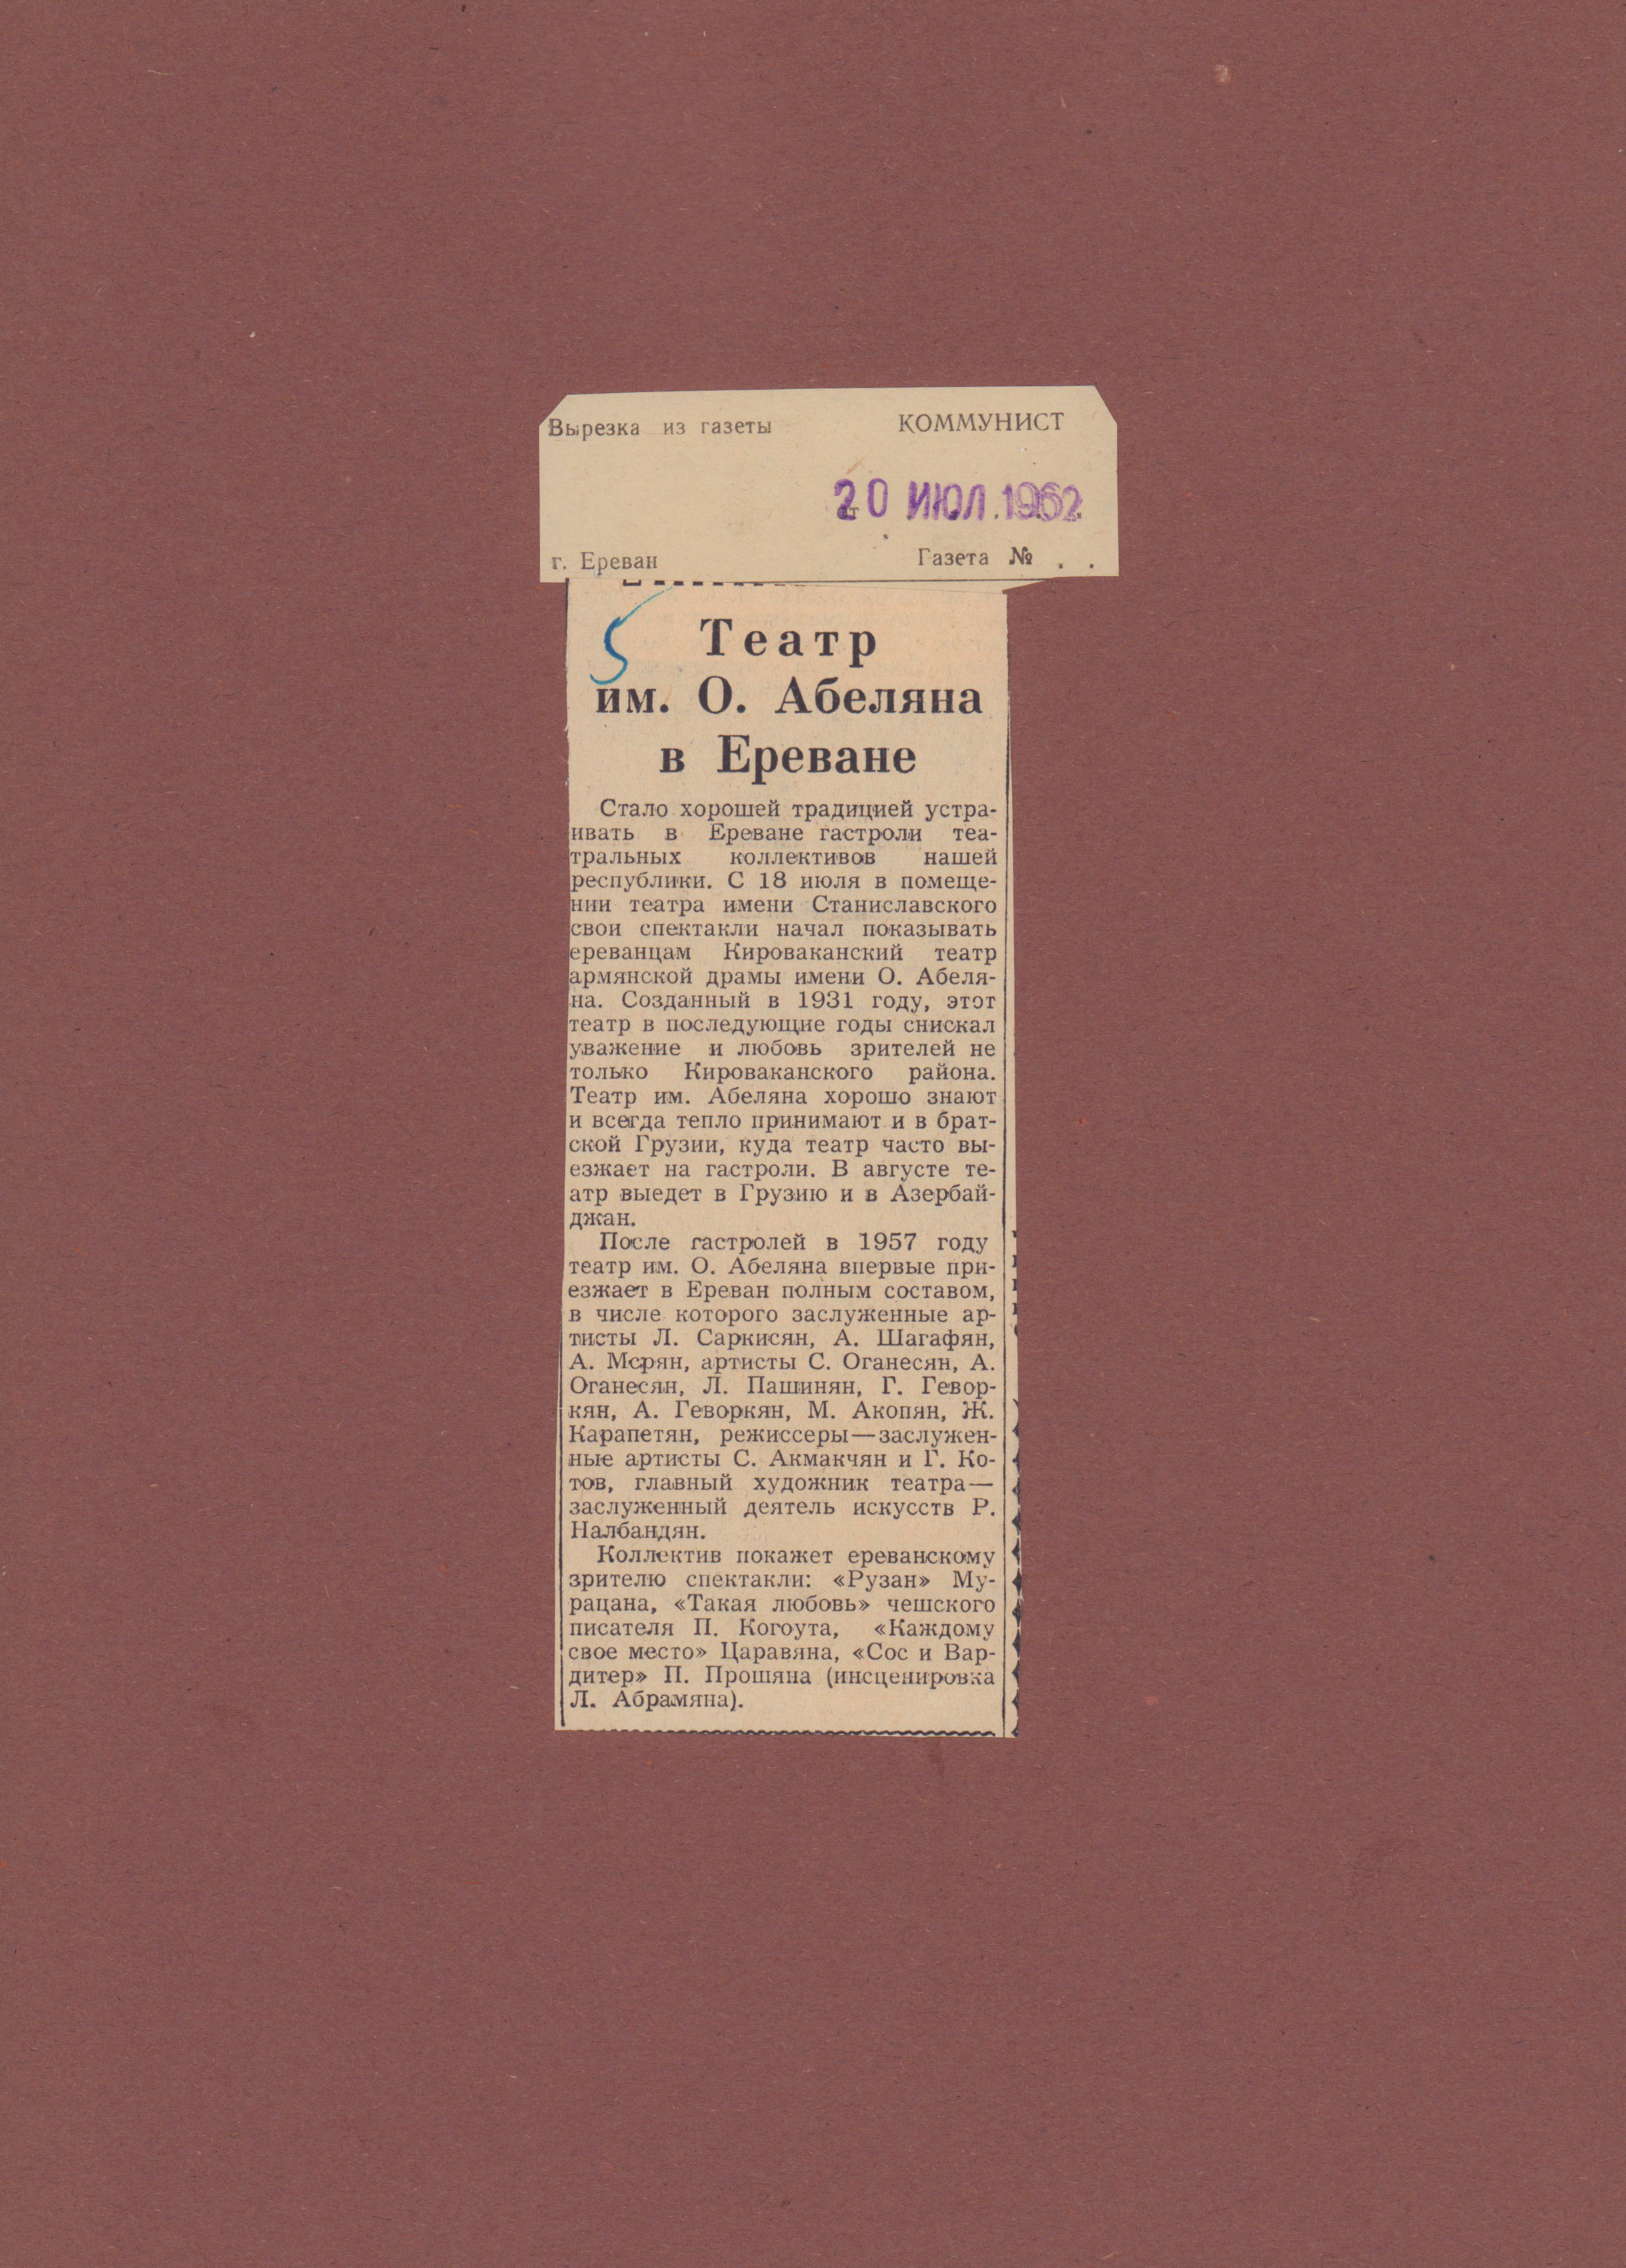 Вырезка из газеты КОММУНИСТ
20 ИЮЛ.1962
г. Ереван Газета №
5
Театр
им. О. Абеляна
в Ереване
Стало хорошей традицией устра-
ивать в Ереване гастроли теа-
тральных коллективов нашей
республики. С 18 июля в помеще-
нии театра имени Станиславского
свои спектакли начал показывать
ереванцам Кироваканский театр
армянской драмы имени О. Абеля-
на. Созданный в 1931 году, этот
театр в последующие годы снискал
уважение и любовь зрителей не
только Кироваканского района.
Театр им. Абеляна хорошо знают
и всегда тепло принимают и в брат-
ской Грузии, куда театр часто вы-
езжает на гастроли. В августе те-
атр выедет в Грузию и в Азербай-
джан.
После гастролей в 1957 году
театр им. О. Абеляна впервые при-
езжает в Ереван полным составом,
в числе которого заслуженные ар-
тисты Л. Саркисян, А. Шагафян,
А. Мсрян, артисты С. Оганесян, А.
Оганесян, Л. Пашинян, Г. Гевор-
кян, А. Геворкян, М. Акопян, Ж.
Карапетян, режиссеры—заслужен-
ные артисты С. Акмакчян и Г. Ко-
тов, главный художник театра—
заслуженный деятель искусств Р.
Налбандян.
Коллектив покажет ереванскому
зрителю спектакли: «Рузан» Му-
рацана, «Такая любовь» чешского
писателя П. Когоута, «Каждому
свое место» Царавяна, «Сос и Вар-
дитер» П. Прошяна (инсценировка
Л. Абрамяна).